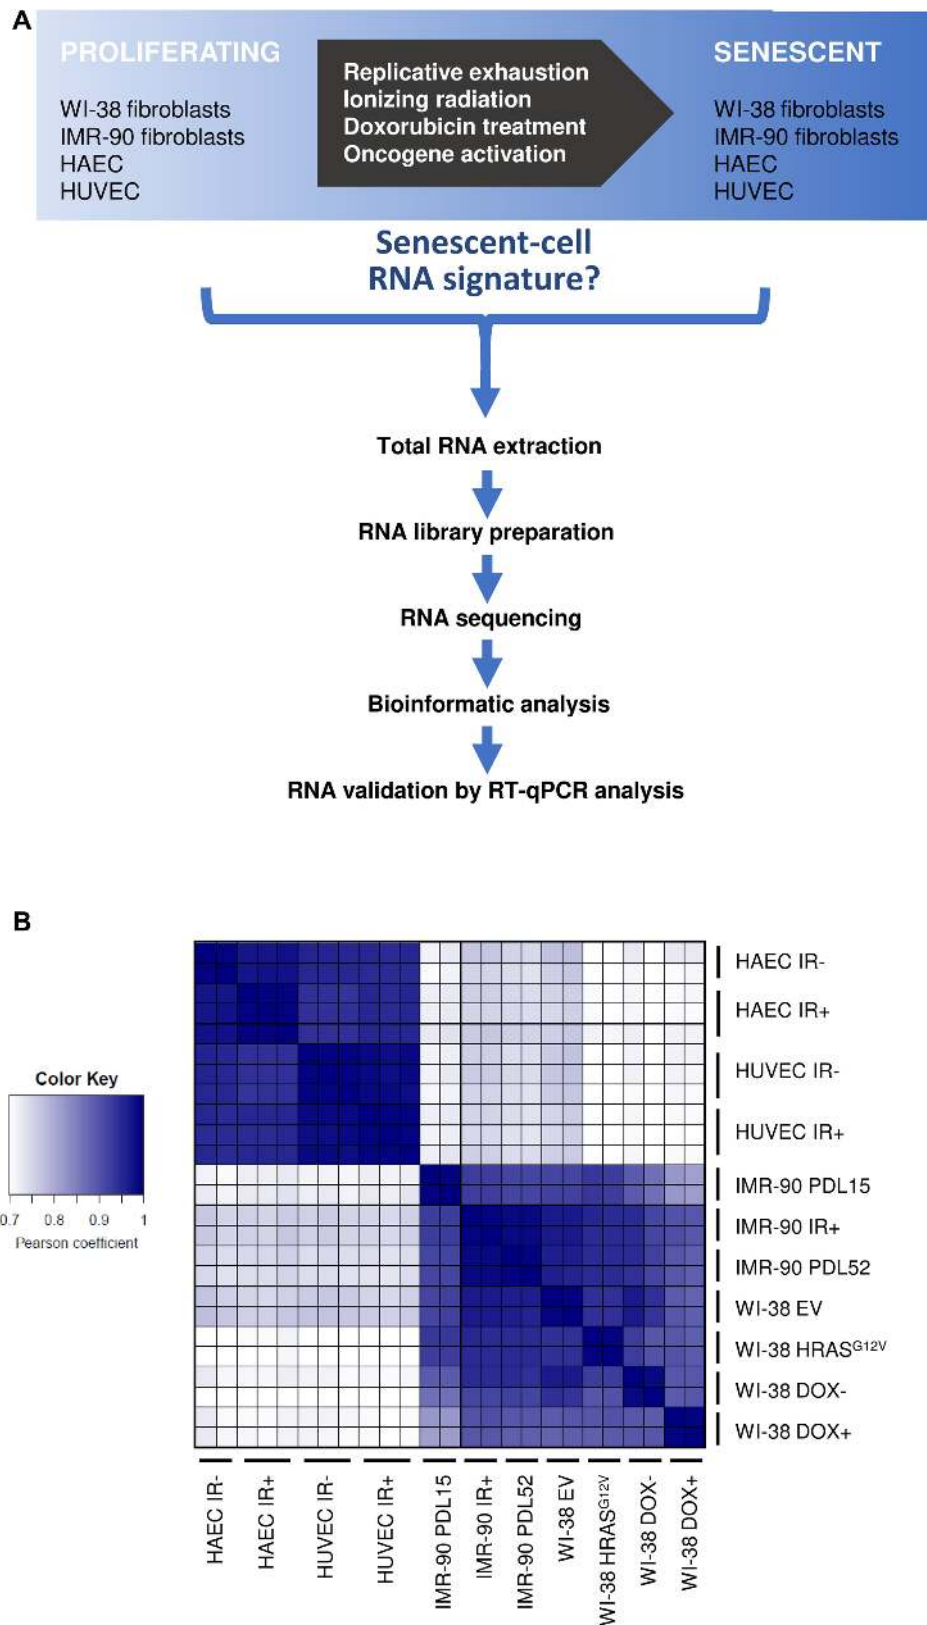 A
PROLIFERATING
WI-38 fibroblasts
IMR-90 fibroblasts
HAEC
HUVEC
Replicative exhaustion
Ionizing radiation
Doxorubicin treatment
Oncogene activation
SENESCENT
WI-38 fibroblasts
IMR-90 fibroblasts
HAEC
HUVEC
Senescent-cell
RNA signature?
Total RNA extraction
RNA library preparation
RNA sequencing
Bioinformatic analysis
RNA validation by RT-qPCR analysis
B
Color Key
0.7 0.8 0.9 1
Pearson coefficient
HAEC IR-
HAEC IR+
HUVEC IR-
HUVEC IR+
IMR-90 PDL15
IMR-90 IR+
IMR-90 PDL52
WI-38 EV
WI-38 HRASG12V
WI-38 DOX-
WI-38 DOX+
HAEC IR-
HAEC IR+
HUVEC IR-
HUVEC IR+
IMR-90 PDL15
IMR-90 IR+
IMR-90 PDL52
WI-38 EV
WI-38 HRASG12V
WI-38 DOX-
WI-38 DOX+